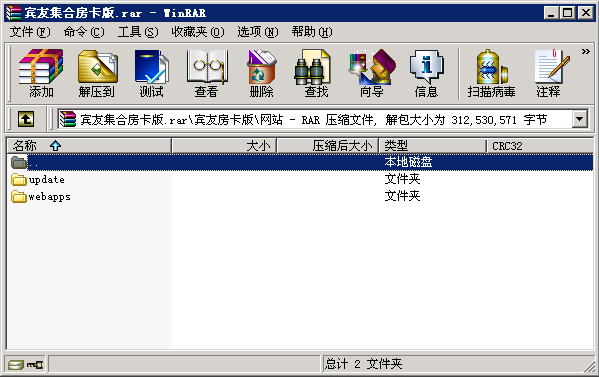 宾友集合房卡版.rar - WinRAR
文件(F) 命令(C) 工具(S) 收藏夹(O) 选项(N) 帮助(H)
添加 解压到 测试 查看 删除 查找 向导 信息 扫描病毒 注释 »
宾友集合房卡版.rar\宾友房卡版\网站 - RAR 压缩文件, 解包大小为 312,530,571 字节
名称 大小 压缩后大小 类型 CRC32
.. 本地磁盘
update 文件夹
webapps 文件夹
总计 2 文件夹